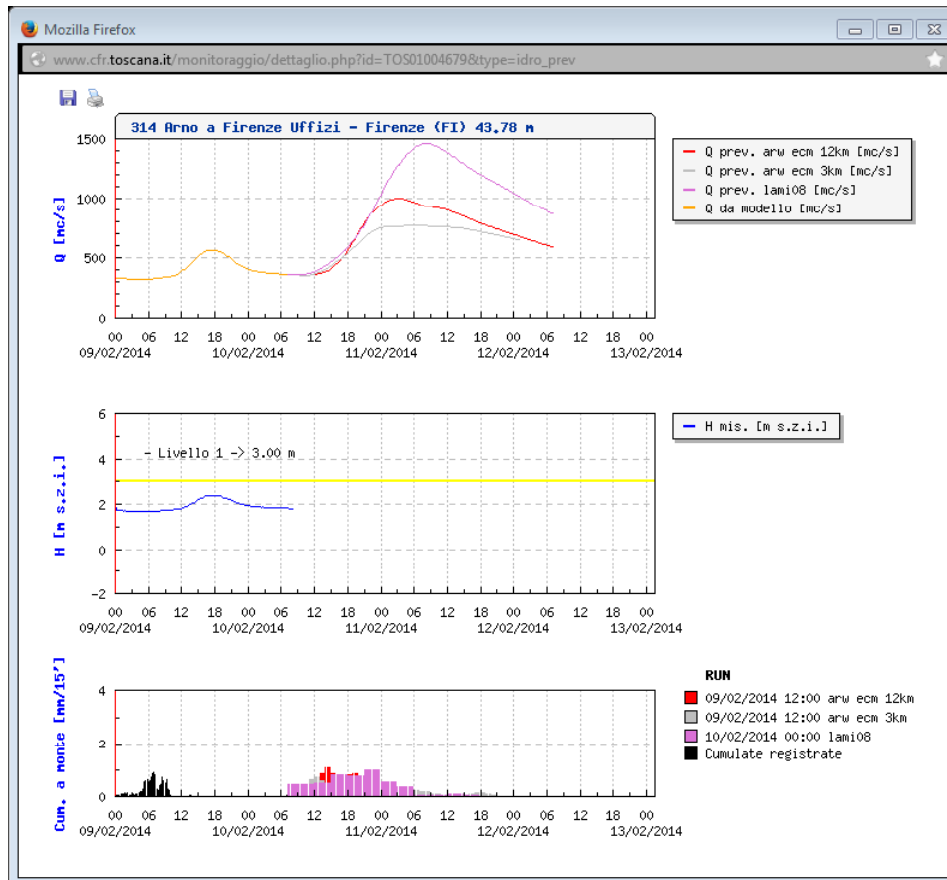 Mozilla Firefox
www.cfr.toscana.it/monitoraggio/dettaglio.php?id=TOS01004679&type=idro_prev
314 Arno a Firenze Uffizi - Firenze (FI) 43.78 m
Q [mc/s]
1500
1000
500
0
00 06 12 18 00 06 12 18 00 06 12 18 00 06 12 18 00
09/02/2014 10/02/2014 11/02/2014 12/02/2014 13/02/2014
Q prev. arw ecm 12km [mc/s]
Q prev. arw ecm 3km [mc/s]
Q prev. lami08 [mc/s]
Q da modello [mc/s]
H [m s.z.i.]
6
4
2
0
-2
- Livello 1 -> 3.00 m
00 06 12 18 00 06 12 18 00 06 12 18 00 06 12 18 00
09/02/2014 10/02/2014 11/02/2014 12/02/2014 13/02/2014
H mis. [m s.z.i.]
Cum. a monte [mm/15']
4
2
0
00 06 12 18 00 06 12 18 00 06 12 18 00 06 12 18 00
09/02/2014 10/02/2014 11/02/2014 12/02/2014 13/02/2014
RUN
09/02/2014 12:00 arw ecm 12km
09/02/2014 12:00 arw ecm 3km
10/02/2014 00:00 lami08
Cumulate registrate